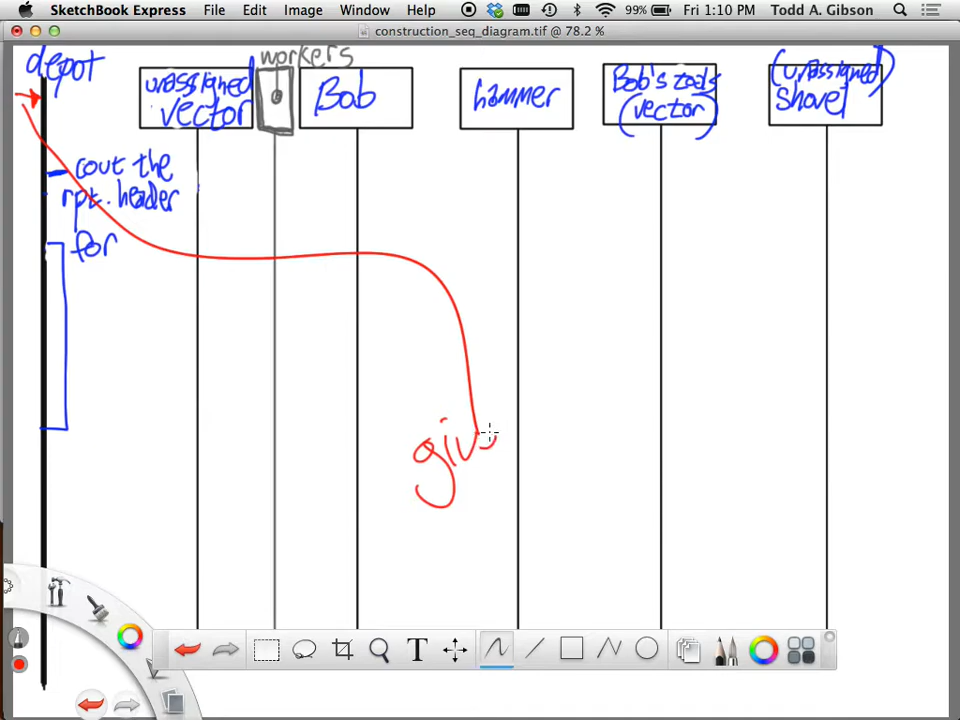 SketchBook Express File Edit Image Window Help 99% Fri 1:10 PM Todd A. Gibson
construction_seq_diagram.tif @ 78.2 %
depot
workers
unassigned
vector
Bob
hammer
Bob's tools
(vector)
(unassigned)
shovel
cout the
rpt. header
for
give
T